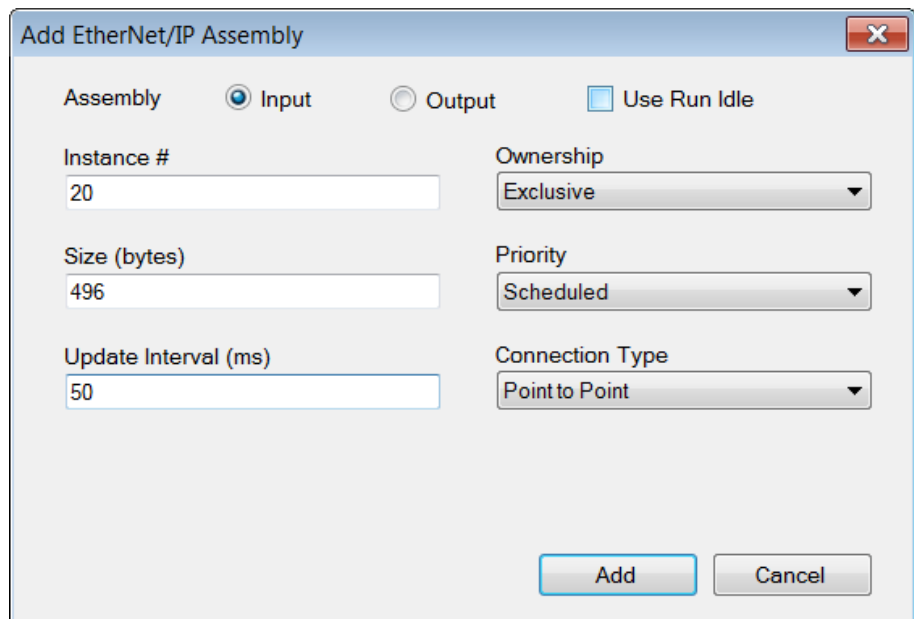 Add EtherNet/IP Assembly
Assembly Input Output Use Run Idle
Instance # Ownership
20 Exclusive
Size (bytes) Priority
496 Scheduled
Update Interval (ms) Connection Type
50 Point to Point
Add Cancel